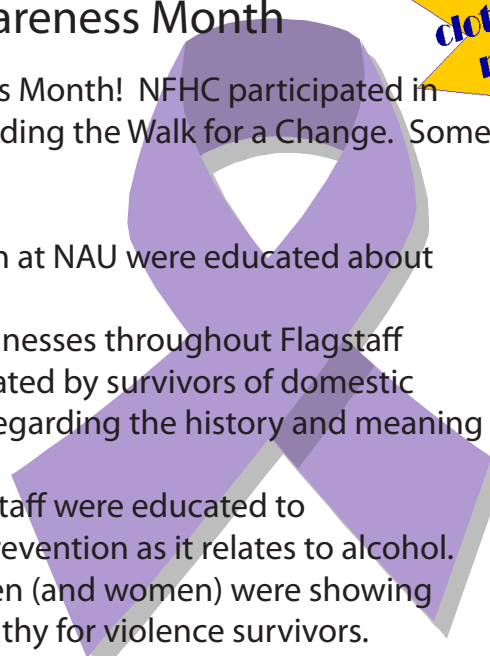 areness Month
clot
s Month!  NFHC participated in
ding the Walk for a Change.  Some
n at NAU were educated about
nesses throughout Flagstaff
ated by survivors of domestic
egarding the history and meaning
taff were educated to
revention as it relates to alcohol.
en (and women) were showing
thy for violence survivors.